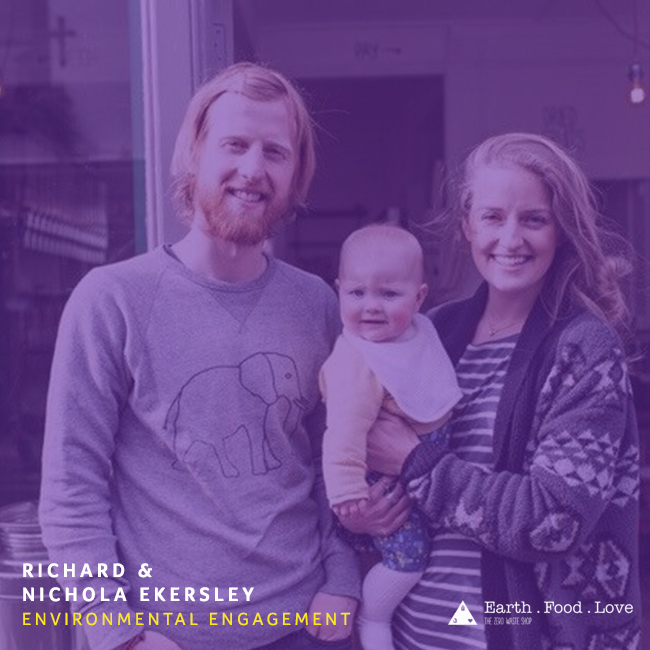 RICHARD &
NICHOLA EKERSLEY
ENVIRONMENTAL ENGAGEMENT
Earth . Food . Love
THE ZERO WASTE SHOP